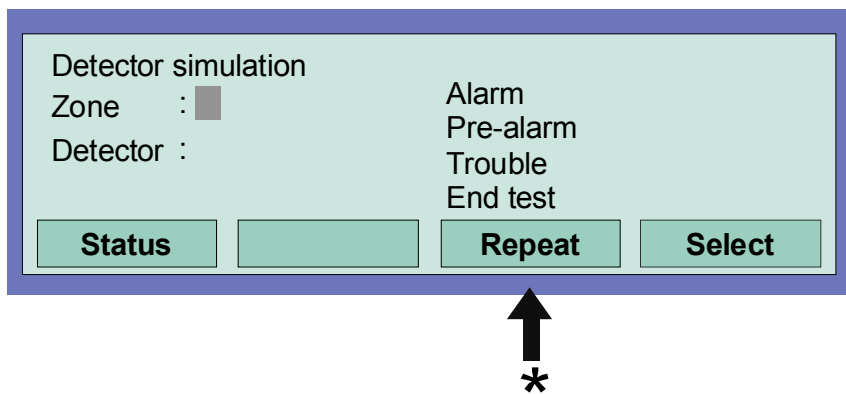 Detector simulation
Zone :
Detector :
Alarm
Pre-alarm
Trouble
End test
Status
Repeat
Select
*